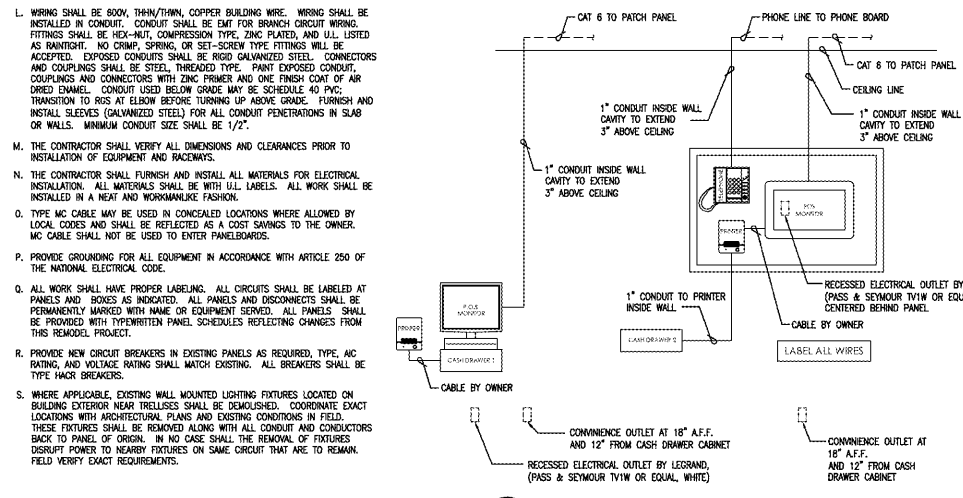 L. WIRING SHALL BE 600V, THHN/THWN, COPPER BUILDING WIRE. WIRING SHALL BE
INSTALLED IN CONDUIT. CONDUIT SHALL BE EMT FOR BRANCH CIRCUIT WIRING.
FITTINGS SHALL BE HEX-NUT, COMPRESSION TYPE, ZINC PLATED, AND U.L. LISTED
AS RAINTIGHT. NO CRIMP, SPRING, OR SET-SCREW TYPE FITTINGS WILL BE
ACCEPTED. EXPOSED CONDUITS SHALL BE RIGID GALVANIZED STEEL. CONNECTORS
AND COUPLINGS SHALL BE STEEL, THREADED TYPE. PAINT EXPOSED CONDUIT,
COUPLINGS AND CONNECTORS WITH ZINC PRIMER AND ONE FINISH COAT OF AIR
DRIED ENAMEL. CONDUIT USED BELOW GRADE MAY BE SCHEDULE 40 PVC;
TRANSITION TO RGS AT ELBOW BEFORE TURNING UP ABOVE GRADE. FURNISH AND
INSTALL SLEEVES (GALVANIZED STEEL) FOR ALL CONDUIT PENETRATIONS IN SLAB
OR WALLS. MINIMUM CONDUIT SIZE SHALL BE 1/2".
M. THE CONTRACTOR SHALL VERIFY ALL DIMENSIONS AND CLEARANCES PRIOR TO
INSTALLATION OF EQUIPMENT AND RACEWAYS.
N. THE CONTRACTOR SHALL FURNISH AND INSTALL ALL MATERIALS FOR ELECTRICAL
INSTALLATION. ALL MATERIALS SHALL BE WITH U.L. LABELS. ALL WORK SHALL BE
INSTALLED IN A NEAT AND WORKMANLIKE FASHION.
O. TYPE MC CABLE MAY BE USED IN CONCEALED LOCATIONS WHERE ALLOWED BY
LOCAL CODES AND SHALL BE REFLECTED AS A COST SAVINGS TO THE OWNER.
MC CABLE SHALL NOT BE USED TO ENTER PANELBOARDS.
P. PROVIDE GROUNDING FOR ALL EQUIPMENT IN ACCORDANCE WITH ARTICLE 250 OF
THE NATIONAL ELECTRICAL CODE.
Q. ALL WORK SHALL HAVE PROPER LABELING. ALL CIRCUITS SHALL BE LABELED AT
PANELS AND BOXES AS INDICATED. ALL PANELS AND DISCONNECTS SHALL BE
PERMANENTLY MARKED WITH NAME OR EQUIPMENT SERVED. ALL PANELS SHALL
BE PROVIDED WITH TYPEWRITTEN PANEL SCHEDULES REFLECTING CHANGES FROM
THIS REMODEL PROJECT.
R. PROVIDE NEW CIRCUIT BREAKERS IN EXISTING PANELS AS REQUIRED, TYPE, AIC
RATING, AND VOLTAGE RATING SHALL MATCH EXISTING. ALL BREAKERS SHALL BE
TYPE HACR BREAKERS.
S. WHERE APPLICABLE, EXISTING WALL MOUNTED LIGHTING FIXTURES LOCATED ON
BUILDING EXTERIOR NEAR TRELLISES SHALL BE DEMOLISHED. COORDINATE EXACT
LOCATIONS WITH ARCHITECTURAL PLANS AND EXISTING CONDITIONS IN FIELD.
THESE FIXTURES SHALL BE REMOVED ALONG WITH ALL CONDUIT AND CONDUCTORS
BACK TO PANEL OF ORIGIN. IN NO CASE SHALL THE REMOVAL OF FIXTURES
DISRUPT POWER TO NEARBY FIXTURES ON SAME CIRCUIT THAT ARE TO REMAIN.
FIELD VERIFY EXACT REQUIREMENTS.
CAT 6 TO PATCH PANEL
PHONE LINE TO PHONE BOARD
CAT 6 TO PATCH PANEL
CEILING LINE
1" CONDUIT INSIDE WALL
CAVITY TO EXTEND
3" ABOVE CEILING
1" CONDUIT INSIDE WALL
CAVITY TO EXTEND
3" ABOVE CEILING
1" CONDUIT INSIDE WALL
CAVITY TO EXTEND
3" ABOVE CEILING
POS
MONITOR
PRINTER
RECESSED ELECTRICAL OUTLET BY
(PASS & SEYMOUR TV1W OR EQU
CENTERED BEHIND PANEL
1" CONDUIT TO PRINTER
INSIDE WALL
CASH DRAWER 2
CABLE BY OWNER
LABEL ALL WIRES
P.O.S
MONITOR
PRINTER
CASH DRAWER 1
CABLE BY OWNER
CONVINIENCE OUTLET AT 18" A.F.F.
AND 12" FROM CASH DRAWER CABINET
RECESSED ELECTRICAL OUTLET BY LEGRAND,
(PASS & SEYMOUR TV1W OR EQUAL, WHITE)
CONVINIENCE OUTLET AT
18" A.F.F.
AND 12" FROM CASH
DRAWER CABINET